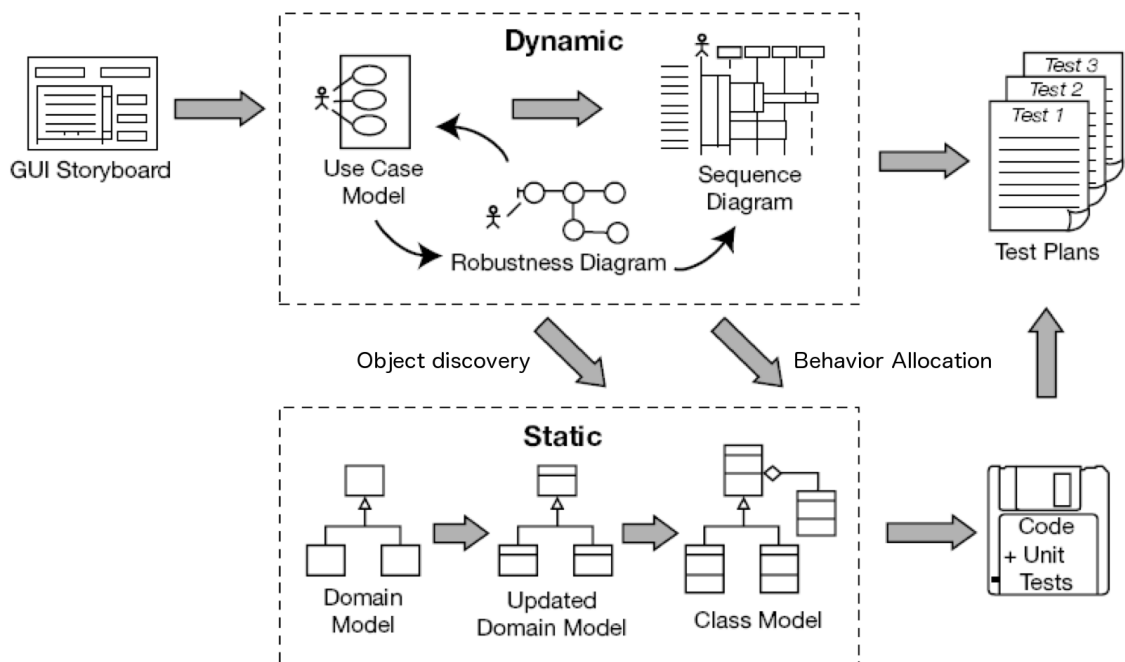 Dynamic
GUI Storyboard
Use Case
Model
Robustness Diagram
Sequence
Diagram
Test 3
Test 2
Test 1
Test Plans
Object discovery
Behavior Allocation
Static
Domain
Model
Updated
Domain Model
Class Model
Code
+ Unit
Tests